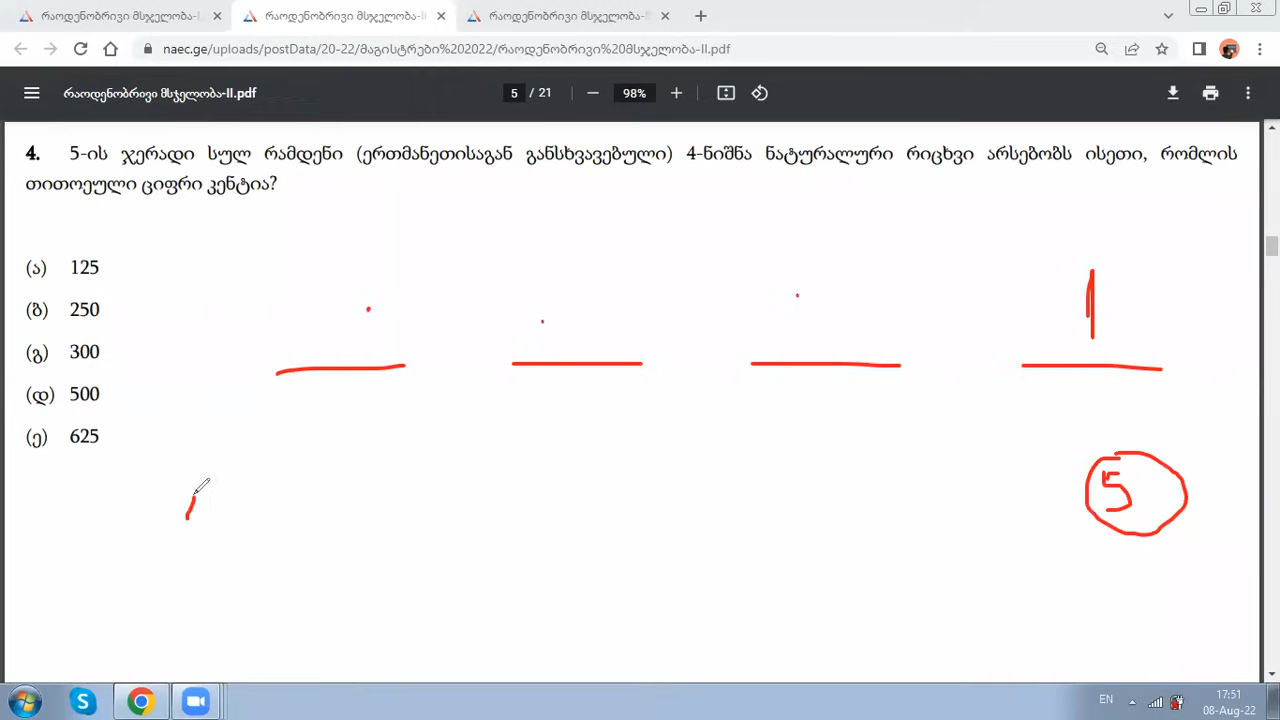 რაოდენობრივი მსჯელობა-I
რაოდენობრივი მსჯელობა-II
რაოდენობრივი მსჯელობა-II
naec.ge/uploads/postData/20-22/მაგისტრები%202022/რაოდენობრივი%20მსჯელობა-II.pdf
რაოდენობრივი მსჯელობა-II.pdf
5 / 21
98%
4. 5-ის ჯერადი სულ რამდენი (ერთმანეთისაგან განსხვავებული) 4-ნიშნა ნატურალური რიცხვი არსებობს ისეთი, რომლის
თითოეული ციფრი კენტია?
(ა) 125
(ბ) 250
(გ) 300
(დ) 500
(ე) 625
1
5
EN
17:51
08-Aug-22